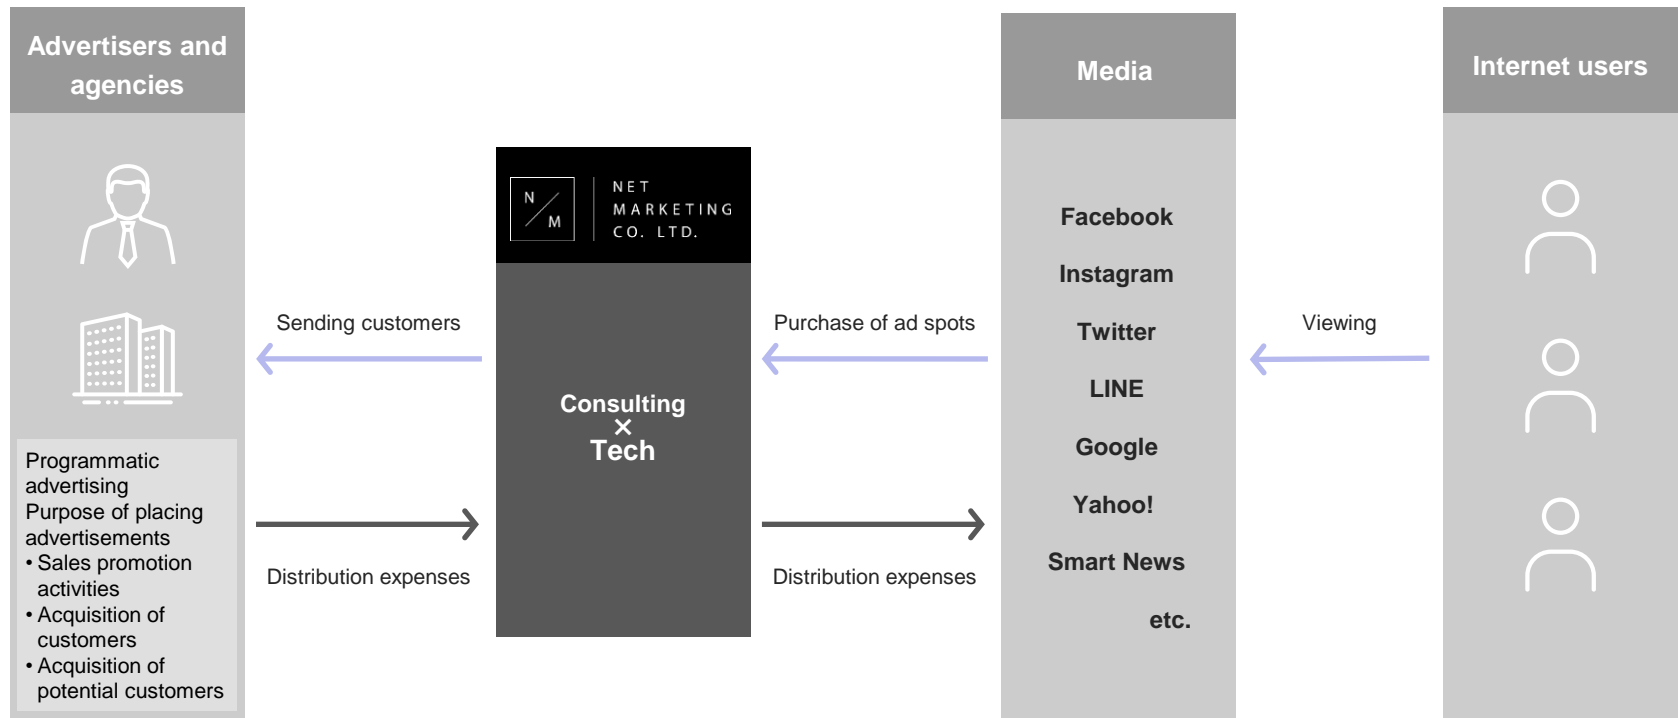 Advertisers and
agencies
Programmatic
advertising
Purpose of placing
advertisements
• Sales promotion
activities
• Acquisition of
customers
• Acquisition of
potential customers
Sending customers
Distribution expenses
N
M
NET
MARKETING
CO. LTD.
Consulting
×
Tech
Purchase of ad spots
Distribution expenses
Media
Facebook
Instagram
Twitter
LINE
Google
Yahoo!
Smart News
etc.
Viewing
Internet users